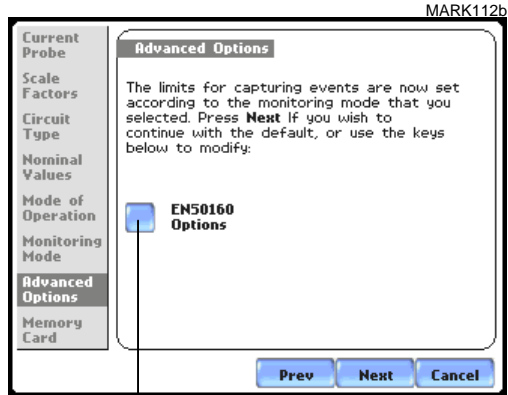 MARK112b
Current
Probe
Scale
Factors
Circuit
Type
Nominal
Values
Mode of
Operation
Monitoring
Mode
Advanced
Options
Memory
Card
Advanced Options
The limits for capturing events are now set
according to the monitoring mode that you
selected. Press Next If you wish to
continue with the default, or use the keys
below to modify:
EN50160
Options
Prev Next Cancel